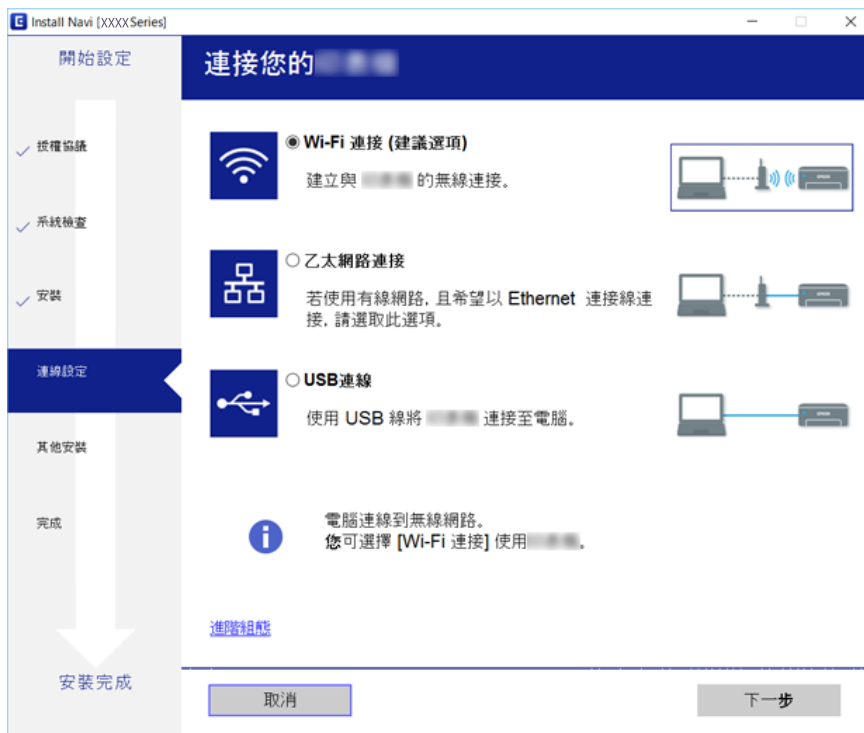 Install Navi [XXXX Series]
開始設定
連接您的
授權協議
系統檢查
安裝
連線設定
其他安裝
完成
安裝完成
Wi-Fi 連接 (建議選項)
建立與 的無線連接。
乙太網路連接
若使用有線網路, 且希望以 Ethernet 連接線連
接, 請選取此選項。
USB連線
使用 USB 線將 連接至電腦。
電腦連線到無線網路。
您可選擇 [Wi-Fi 連接] 使用 。
進階組態
取消
下一步